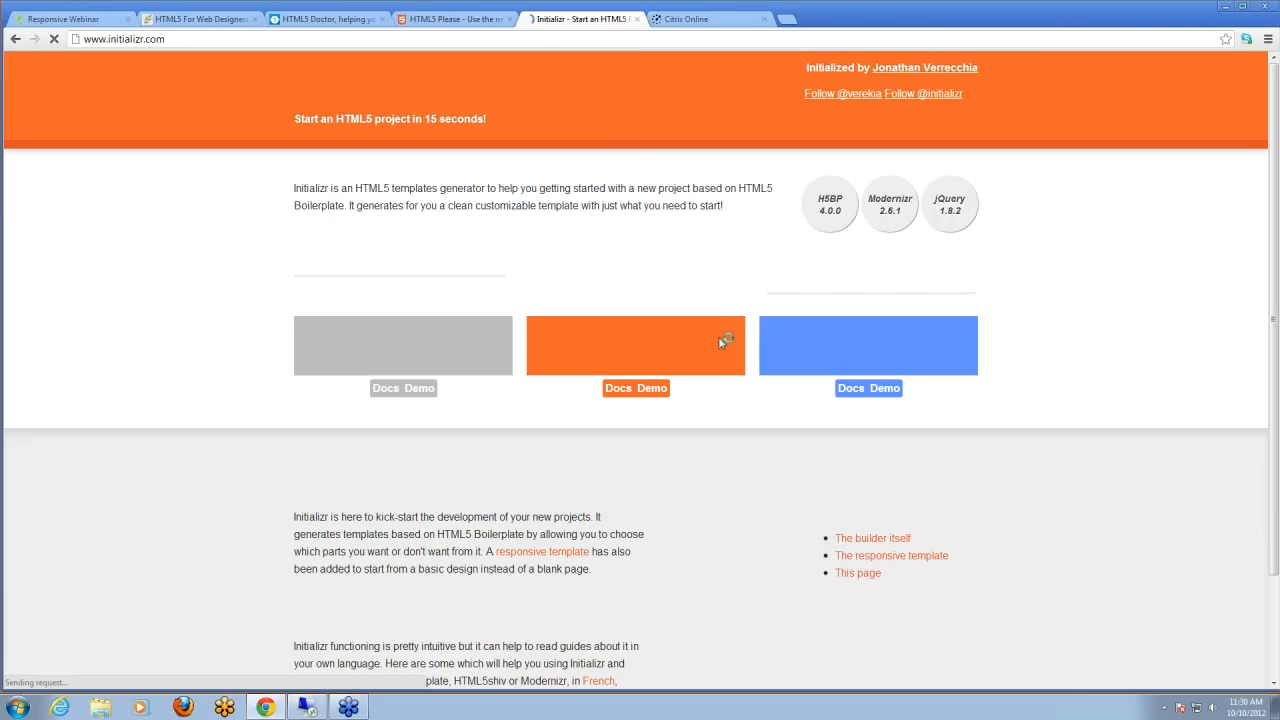 Responsive Webinar
HTML5 For Web Designers
HTML5 Doctor, helping yo
HTML5 Please - Use the ne
Initializr - Start an HTML5
Citrix Online
www.initializr.com
Initialized by Jonathan Verrecchia
Follow @verekia Follow @initializr
Start an HTML5 project in 15 seconds!
Initializr is an HTML5 templates generator to help you getting started with a new project based on HTML5
Boilerplate. It generates for you a clean customizable template with just what you need to start!
H5BP
4.0.0
Modernizr
2.6.1
jQuery
1.8.2
Docs Demo
Docs Demo
Docs Demo
Initializr is here to kick-start the development of your new projects. It
generates templates based on HTML5 Boilerplate by allowing you to choose
which parts you want or don't want from it. A responsive template has also
been added to start from a basic design instead of a blank page.
The builder itself
The responsive template
This page
Initializr functioning is pretty intuitive but it can help to read guides about it in
your own language. Here are some which will help you using Initializr and
plate, HTML5shiv or Modernizr, in French,
Sending request...
11:30 AM
10/10/2012